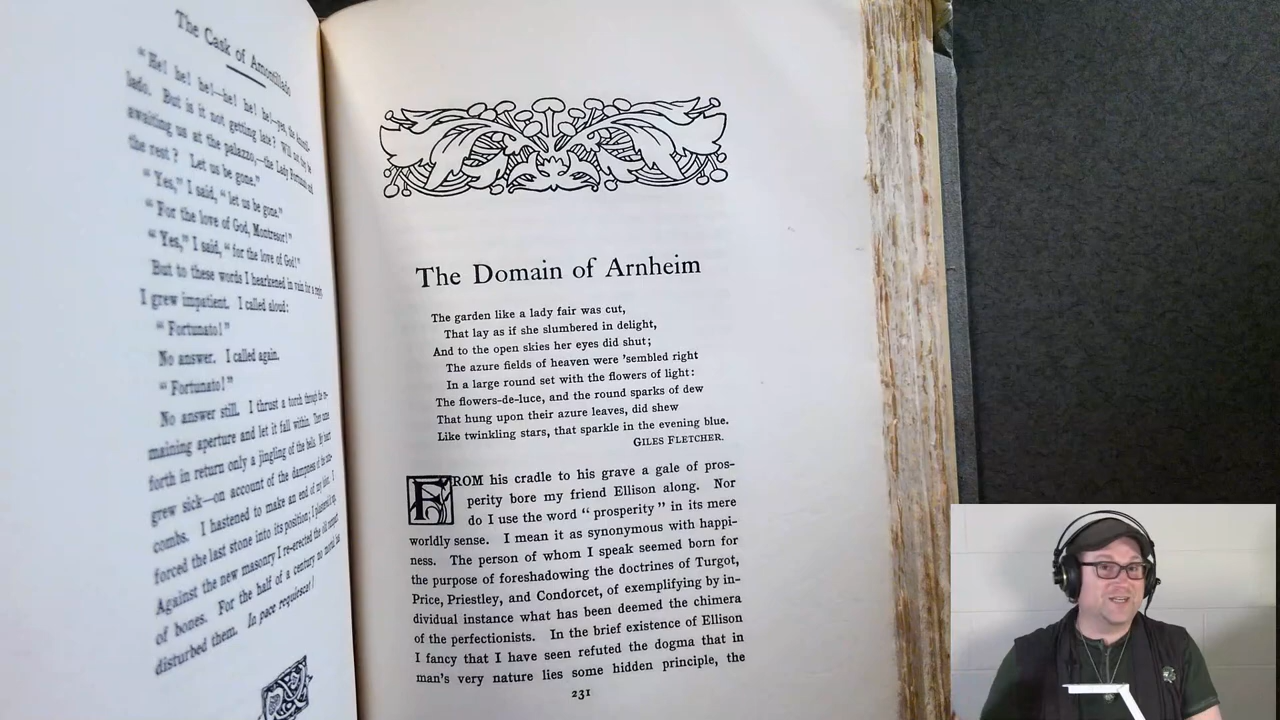 The Cask of Amontillado
"He! he! he!—he! he! he!—yes, the Amontil-
lado. But is it not getting late? Will not they be
awaiting us at the palazzo,—the Lady Fortunato and
the rest? Let us be gone."
"Yes," I said, "let us be gone."
"For the love of God, Montresor!"
"Yes," I said, "for the love of God!"
But to these words I hearkened in vain for a reply.
I grew impatient. I called aloud:
"Fortunato!"
No answer. I called again.
"Fortunato!"
No answer still. I thrust a torch through the re-
maining aperture and let it fall within. There came
forth in return only a jingling of the bells. My heart
grew sick—on account of the dampness of the cata-
combs. I hastened to make an end of my labor. I
forced the last stone into its position; I plastered it up.
Against the new masonry I re-erected the old rampart
of bones. For the half of a century no mortal has
disturbed them. In pace requiescat!
The Domain of Arnheim
The garden like a lady fair was cut,
That lay as if she slumbered in delight,
And to the open skies her eyes did shut;
The azure fields of heaven were 'sembled right
In a large round set with the flowers of light:
The flowers-de-luce, and the round sparks of dew
That hung upon their azure leaves, did shew
Like twinkling stars, that sparkle in the evening blue.
GILES FLETCHER.
FROM his cradle to his grave a gale of pros-
perity bore my friend Ellison along. Nor
do I use the word "prosperity" in its mere
worldly sense. I mean it as synonymous with happi-
ness. The person of whom I speak seemed born for
the purpose of foreshadowing the doctrines of Turgot,
Price, Priestley, and Condorcet, of exemplifying by in-
dividual instance what has been deemed the chimera
of the perfectionists. In the brief existence of Ellison
I fancy that I have seen refuted the dogma that in
man's very nature lies some hidden principle, the
231